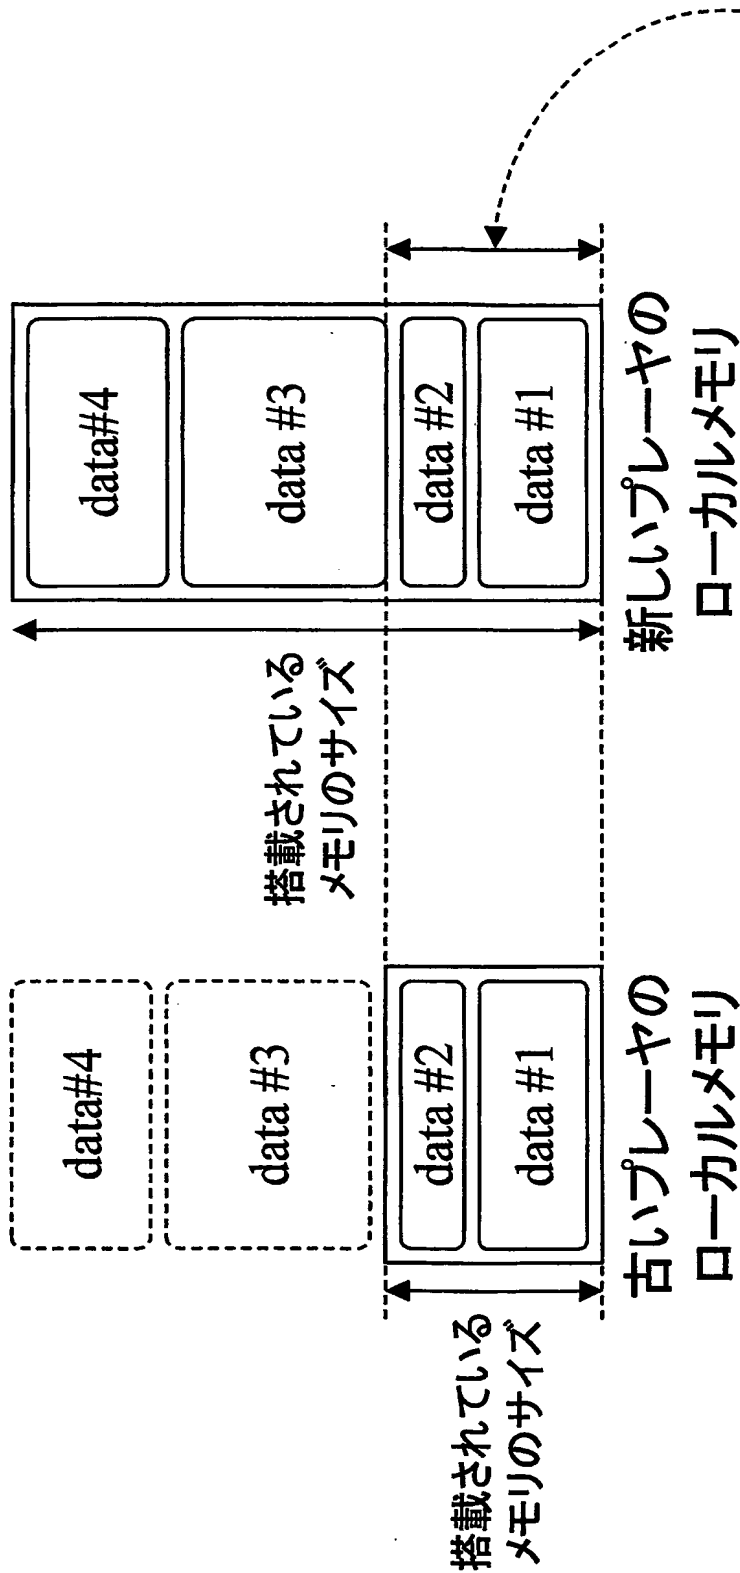 搭載されている
メモリのサイズ
data#4
data #3
data #2
data #1
古いプレーヤの
ローカルメモリ
搭載されている
メモリのサイズ
data#4
data #3
data #2
data #1
新しいプレーヤの
ローカルメモリ